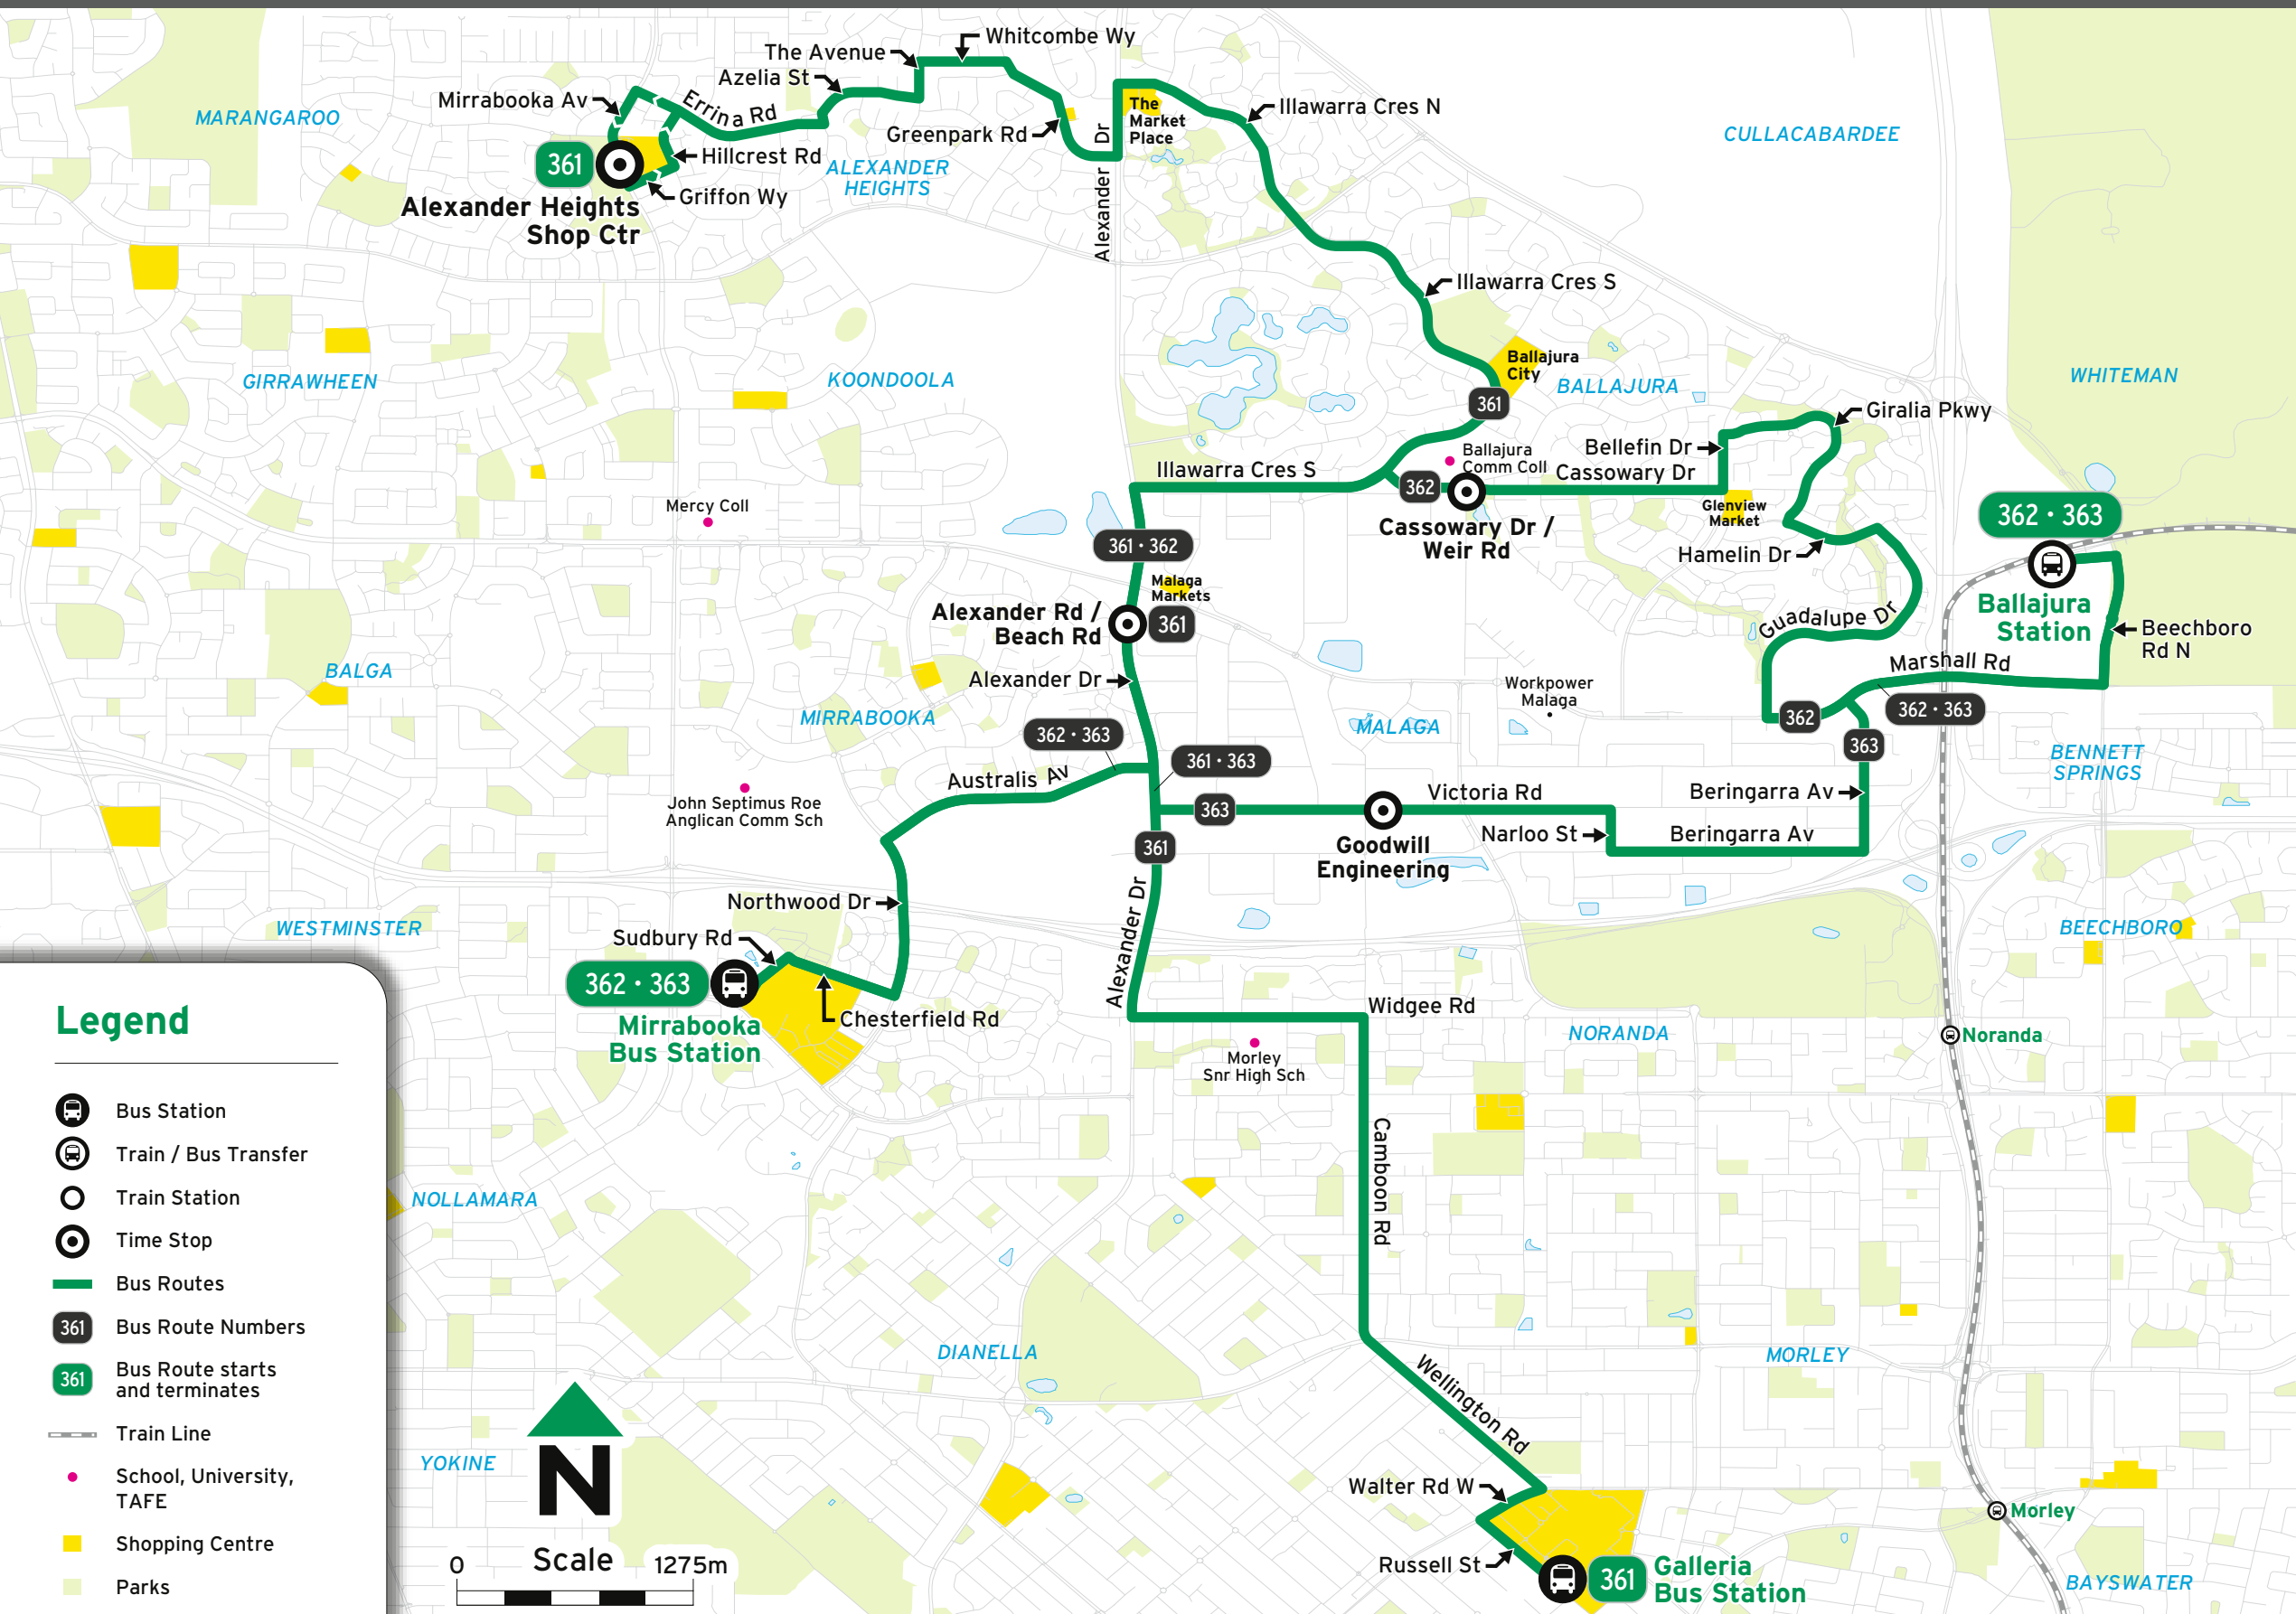 Whitcombe Wy
The Avenue
Azelia St
Mirrabooka Av
Errina Rd
MARANGAROO
The
Market
Place
Illawarra Cres N
Greenpark Rd
Alexander Dr
CULLACABARDEE
361
Hillcrest Rd
ALEXANDER
HEIGHTS
Griffon Wy
Alexander Heights
Shop Ctr
Illawarra Cres S
Ballajura
City
BALLAJURA
WHITEMAN
GIRRAWHEEN
KOONDOOLA
361
Giralia Pkwy
Bellefin Dr
Ballajura
Comm Coll
Cassowary Dr
Illawarra Cres S
362
Mercy Coll
Glenview
Market
362 • 363
Cassowary Dr /
Weir Rd
361 • 362
Hamelin Dr
Malaga
Markets
Alexander Rd /
Beach Rd
361
Ballajura
Station
Guadalupe Dr
Beechboro
Rd N
Marshall Rd
BALGA
Alexander Dr
Workpower
Malaga
MIRRABOOKA
MALAGA
362
362 • 363
362 • 363
363
361 • 363
BENNETT
SPRINGS
Australis Av
John Septimus Roe
Anglican Comm Sch
363
Victoria Rd
Beringarra Av
Narloo St
Beringarra Av
Goodwill
Engineering
361
Alexander Dr
Northwood Dr
WESTMINSTER
Sudbury Rd
BEECHBORO
362 • 363
Widgee Rd
Chesterfield Rd
Mirrabooka
Bus Station
NORANDA
Noranda
Morley
Snr High Sch
Camboon Rd
NOLLAMARA
DIANELLA
MORLEY
Wellington Rd
YOKINE
Walter Rd W
Morley
Russell St
361
Galleria
Bus Station
BAYSWATER
Legend
Bus Station
Train / Bus Transfer
Train Station
Time Stop
Bus Routes
361
Bus Route Numbers
361
Bus Route starts
and terminates
Train Line
School, University,
TAFE
Shopping Centre
Parks
N
0
Scale
1275m